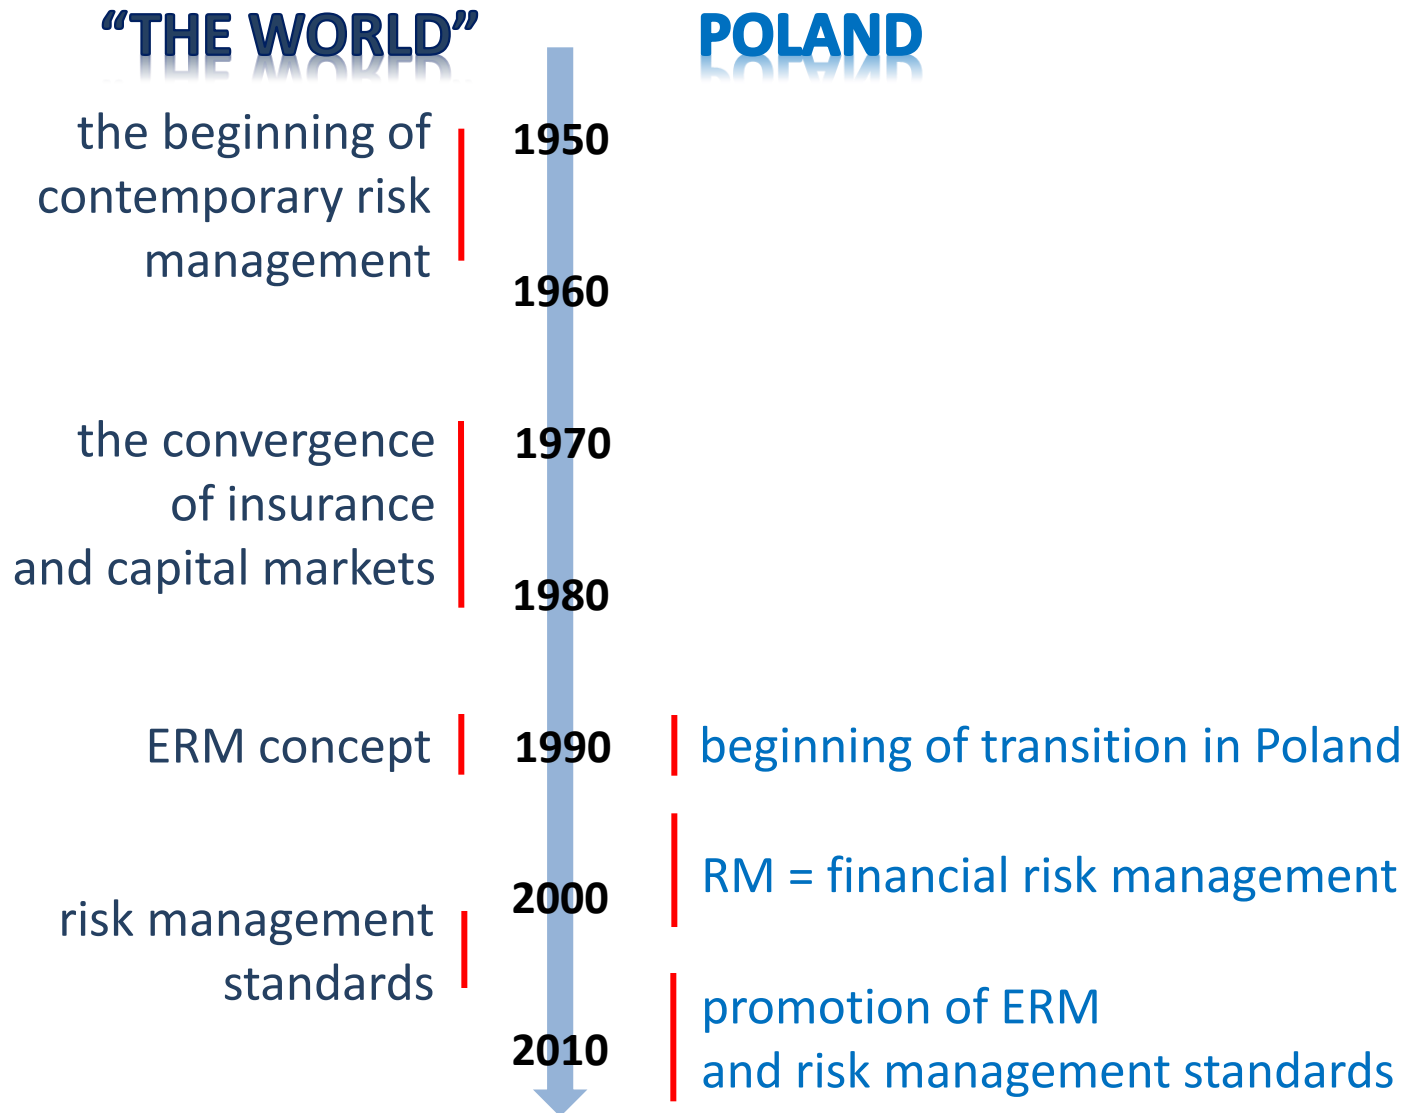 “THE WORLD”
POLAND
1950
the beginning of
contemporary risk
management
1960
1970
the convergence
of insurance
and capital markets
1980
ERM concept
1990
beginning of transition in Poland
RM = financial risk management
2000
risk management
standards
promotion of ERM
and risk management standards
2010